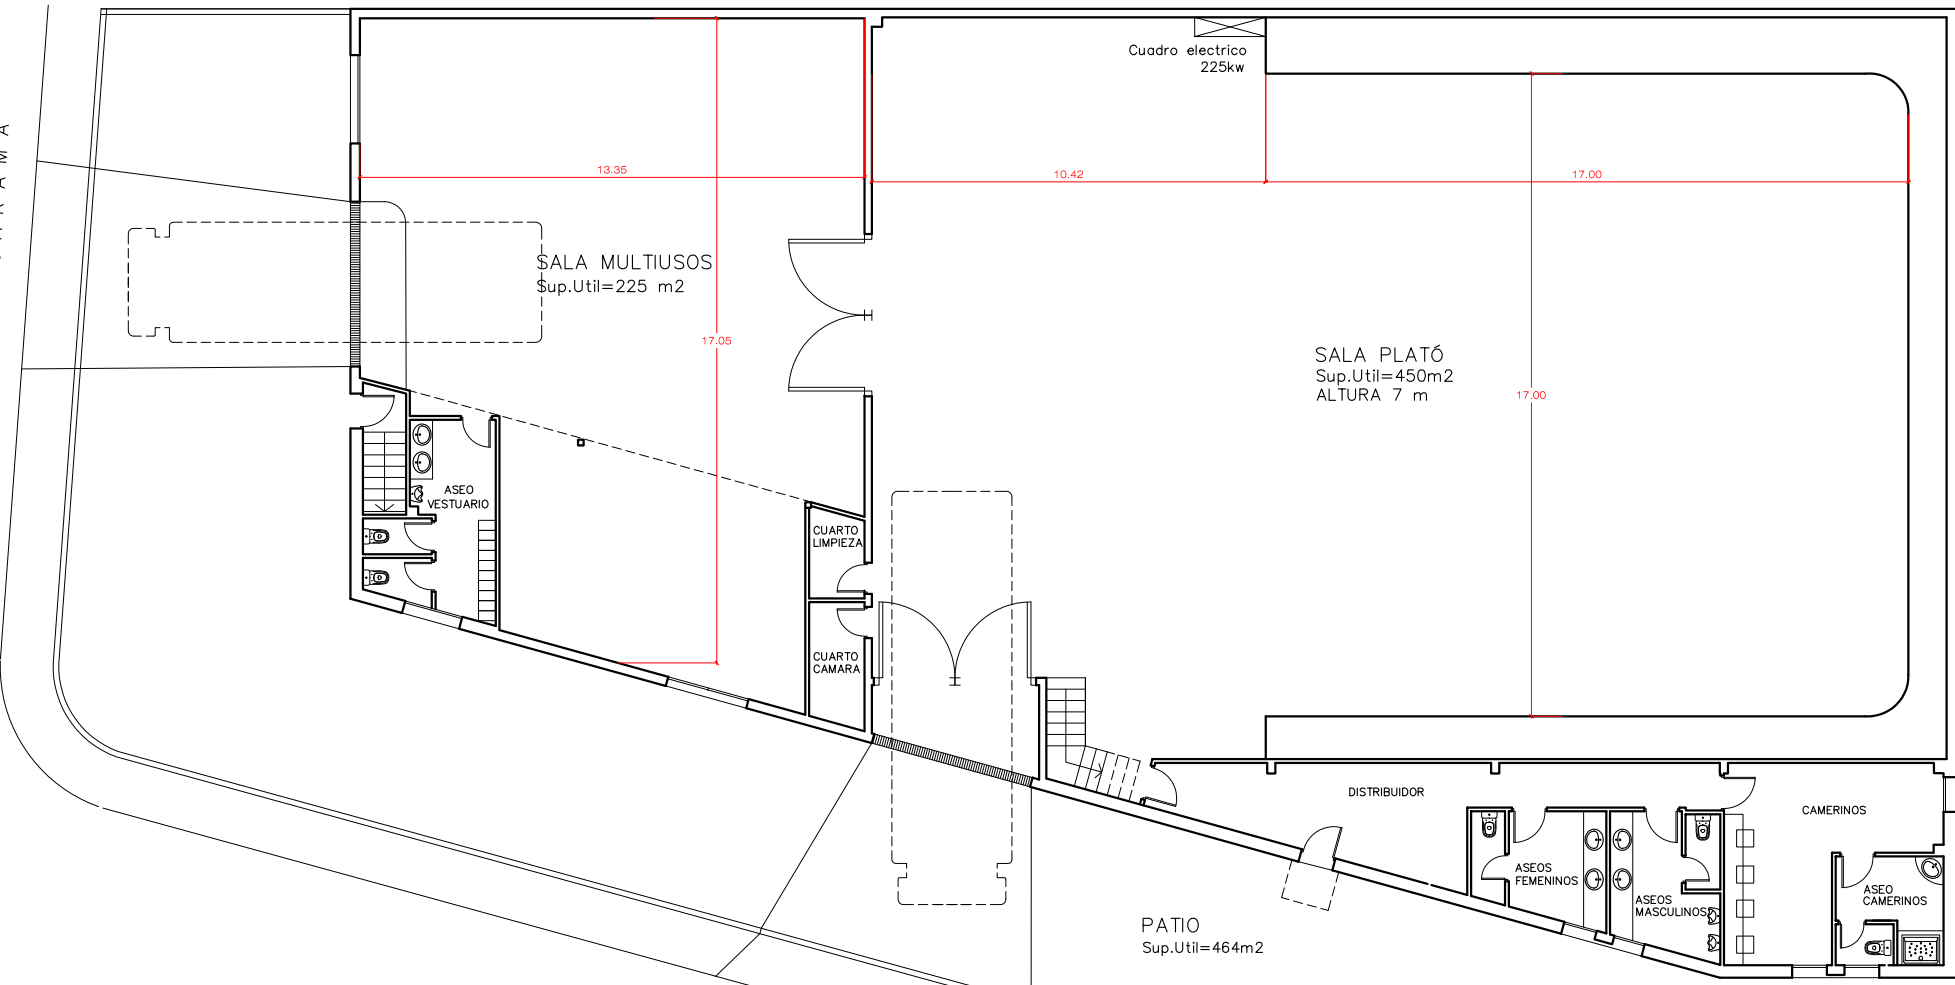 Cuadro electrico
225kw
13.35
10.42
17.00
SALA MULTIUSOS
Sup.Util=225 m2
17.05
SALA PLATÓ
Sup.Util=450m2
ALTURA 7 m
17.00
ASEO
VESTUARIO
CUARTO
LIMPIEZA
CUARTO
CAMARA
DISTRIBUIDOR
CAMERINOS
ASEOS
FEMENINOS
ASEOS
MASCULINOS
ASEO
CAMERINOS
PATIO
Sup.Util=464m2